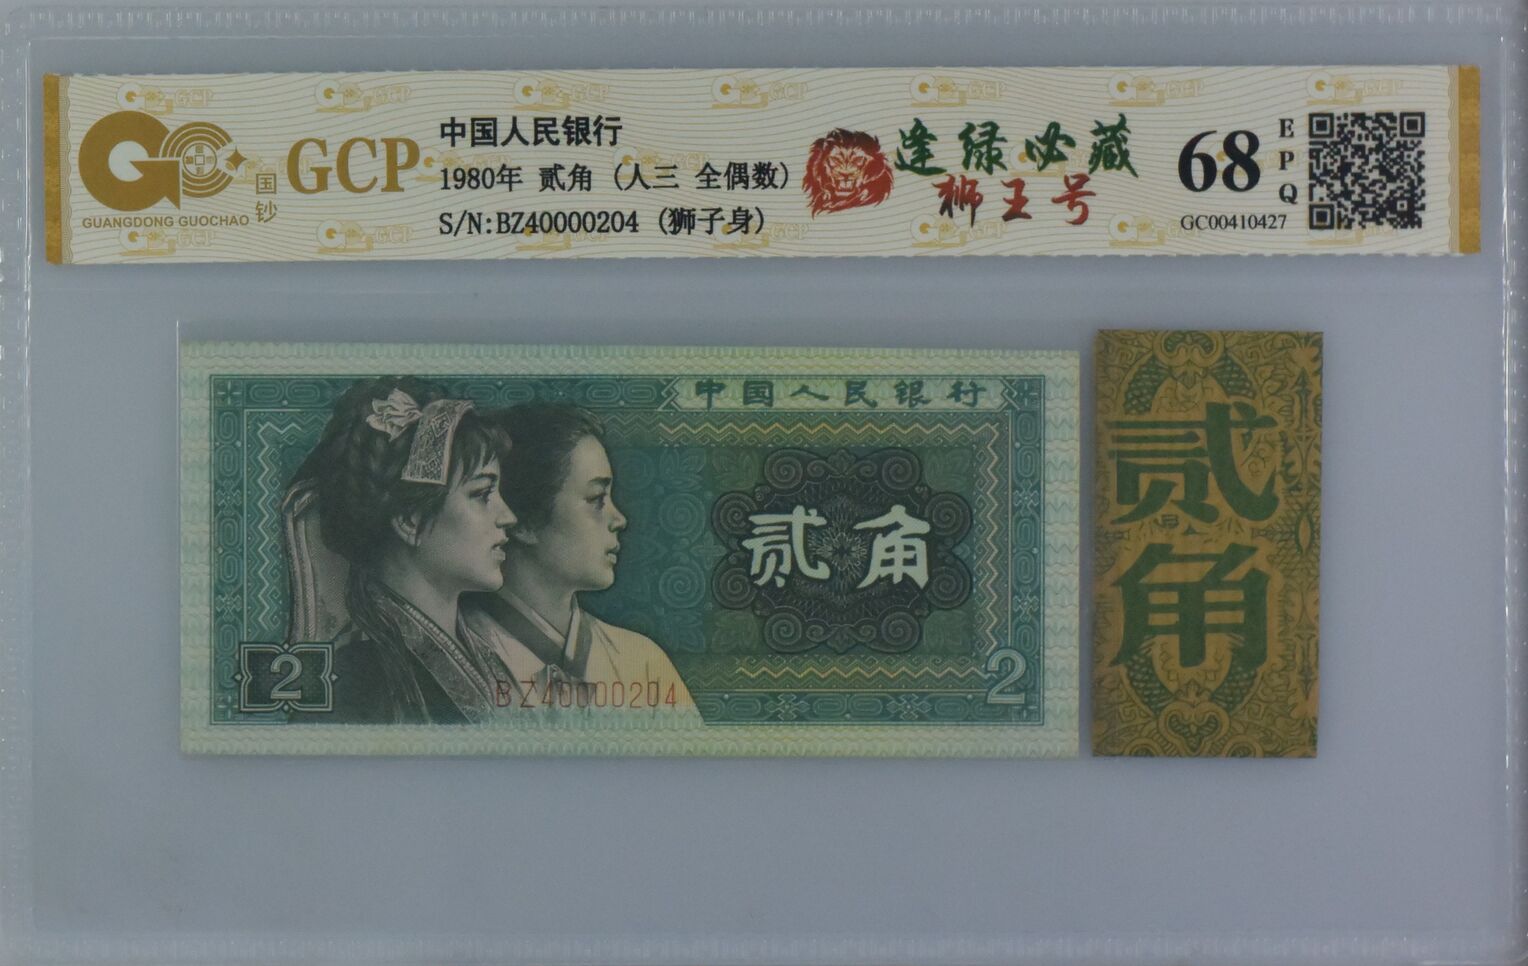 GCP
国钞
GUANGDONG GUOCHAO
中国人民银行
1980年 贰角 (人三 全偶数)
S/N:BZ40000204 (狮子身)
逢绿必藏
狮王号
68
EPQ
GC00410427
中国人民银行
贰角
2
BZ40000204
2
贰角